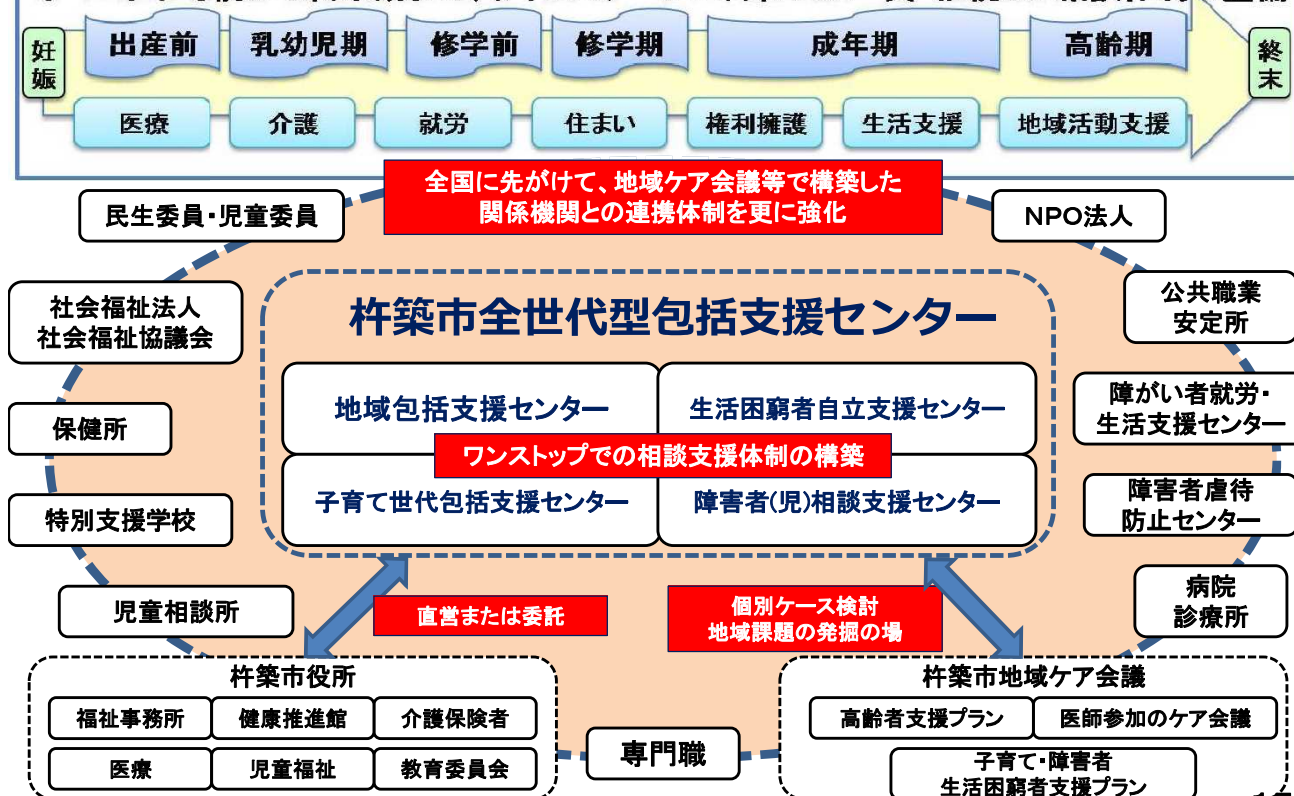 妊娠
出産前
乳幼児期
修学前
修学期
成年期
高齢期
終末
医療
介護
就労
住まい
権利擁護
生活支援
地域活動支援
全国に先がけて、地域ケア会議等で構築した
関係機関との連携体制を更に強化
民生委員・児童委員
NPO法人
社会福祉法人
社会福祉協議会
公共職業
安定所
杵築市全世代型包括支援センター
地域包括支援センター
生活困窮者自立支援センター
保健所
障がい者就労・
生活支援センター
ワンストップでの相談支援体制の構築
子育て世代包括支援センター
障害者(児)相談支援センター
特別支援学校
障害者虐待
防止センター
児童相談所
直営または委託
個別ケース検討
地域課題の発掘の場
病院
診療所
杵築市役所
福祉事務所
健康推進館
介護保険者
医療
児童福祉
教育委員会
専門職
杵築市地域ケア会議
高齢者支援プラン
医師参加のケア会議
子育て・障害者
生活困窮者支援プラン